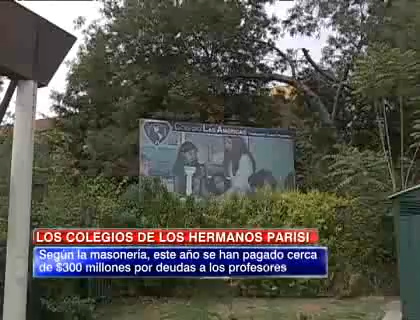 COLEGIO LAS AMÉRICAS
LOS COLEGIOS DE LOS HERMANOS PARISI
Según la masonería, este año se han pagado cerca
de $300 millones por deudas a los profesores